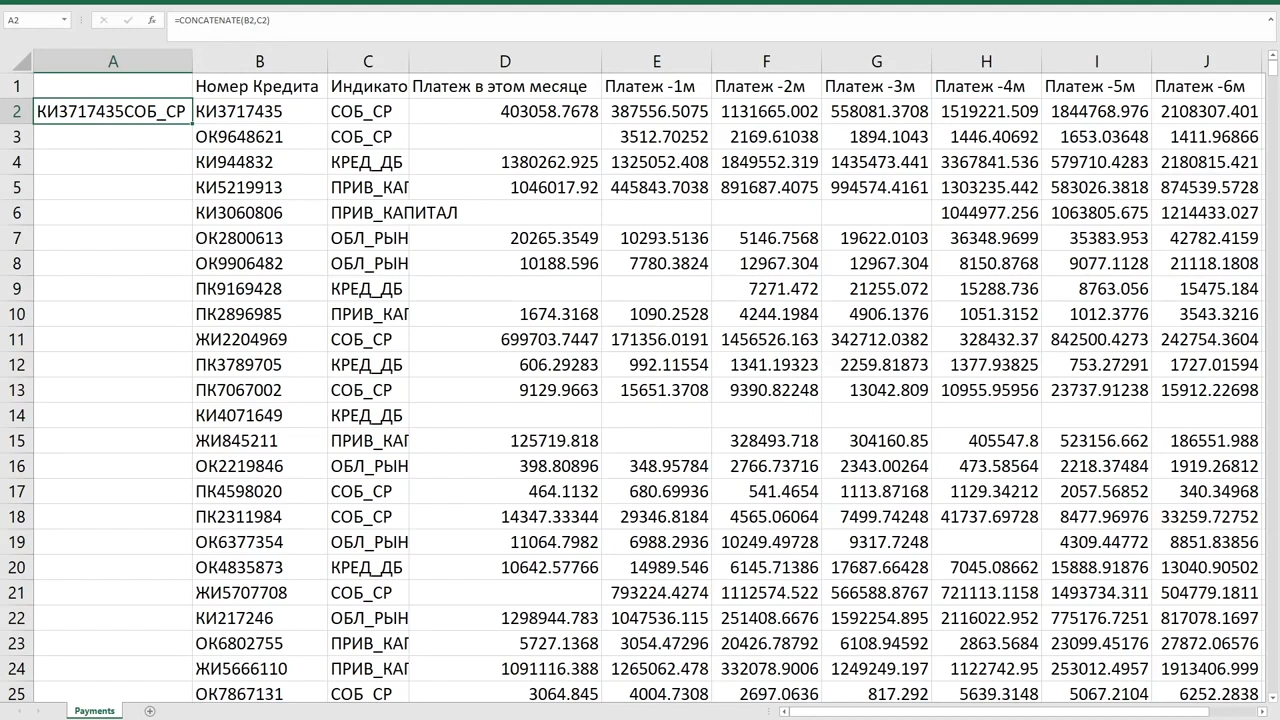 A2 fx =CONCATENATE(B2,C2)
A B C D E F G H I J
1 Номер Кредита Индикато Платеж в этом месяце Платеж -1м Платеж -2м Платеж -3м Платеж -4м Платеж -5м Платеж -6м
2 КИ3717435СОБ_СР КИ3717435 СОБ_СР 403058.7678 387556.5075 1131665.002 558081.3708 1519221.509 1844768.976 2108307.401
3 ОК9648621 СОБ_СР 3512.70252 2169.61038 1894.1043 1446.40692 1653.03648 1411.96866
4 КИ944832 КРЕД_ДБ 1380262.925 1325052.408 1849552.319 1435473.441 3367841.536 579710.4283 2180815.421
5 КИ5219913 ПРИВ_КАГ 1046017.92 445843.7038 891687.4075 994574.4161 1303235.442 583026.3818 874539.5728
6 КИ3060806 ПРИВ_КАПИТАЛ 1044977.256 1063805.675 1214433.027
7 ОК2800613 ОБЛ_РЫН 20265.3549 10293.5136 5146.7568 19622.0103 36348.9699 35383.953 42782.4159
8 ОК9906482 ОБЛ_РЫН 10188.596 7780.3824 12967.304 12967.304 8150.8768 9077.1128 21118.1808
9 ПК9169428 КРЕД_ДБ 7271.472 21255.072 15288.736 8763.056 15475.184
10 ПК2896985 ПРИВ_КАГ 1674.3168 1090.2528 4244.1984 4906.1376 1051.3152 1012.3776 3543.3216
11 ЖИ2204969 СОБ_СР 699703.7447 171356.0191 1456526.163 342712.0382 328432.37 842500.4273 242754.3604
12 ПК3789705 КРЕД_ДБ 606.29283 992.11554 1341.19323 2259.81873 1377.93825 753.27291 1727.01594
13 ПК7067002 СОБ_СР 9129.9663 15651.3708 9390.82248 13042.809 10955.95956 23737.91238 15912.22698
14 КИ4071649 КРЕД_ДБ
15 ЖИ845211 ПРИВ_КАГ 125719.818 328493.718 304160.85 405547.8 523156.662 186551.988
16 ОК2219846 ОБЛ_РЫН 398.80896 348.95784 2766.73716 2343.00264 473.58564 2218.37484 1919.26812
17 ПК4598020 СОБ_СР 464.1132 680.69936 541.4654 1113.87168 1129.34212 2057.56852 340.34968
18 ПК2311984 СОБ_СР 14347.33344 29346.8184 4565.06064 7499.74248 41737.69728 8477.96976 33259.72752
19 ОК6377354 ОБЛ_РЫН 11064.7982 6988.2936 10249.49728 9317.7248 4309.44772 8851.83856
20 ОК4835873 КРЕД_ДБ 10642.57766 14989.546 6145.71386 17687.66428 7045.08662 15888.91876 13040.90502
21 ЖИ5707708 СОБ_СР 793224.4274 1112574.522 566588.8767 721113.1158 1493734.311 504779.1811
22 КИ217246 ОБЛ_РЫН 1298944.783 1047536.115 251408.6676 1592254.895 2116022.952 775176.7251 817078.1697
23 ОК6802755 ПРИВ_КАГ 5727.1368 3054.47296 20426.78792 6108.94592 2863.5684 23099.45176 27872.06576
24 ЖИ5666110 ПРИВ_КАГ 1091116.388 1265062.478 332078.9006 1249249.197 1122742.95 253012.4957 1913406.999
25 ОК7867131 СОБ_СР 3064.845 4004.7308 2697.0636 817.292 5639.3148 5067.2104 6252.2838
Payments